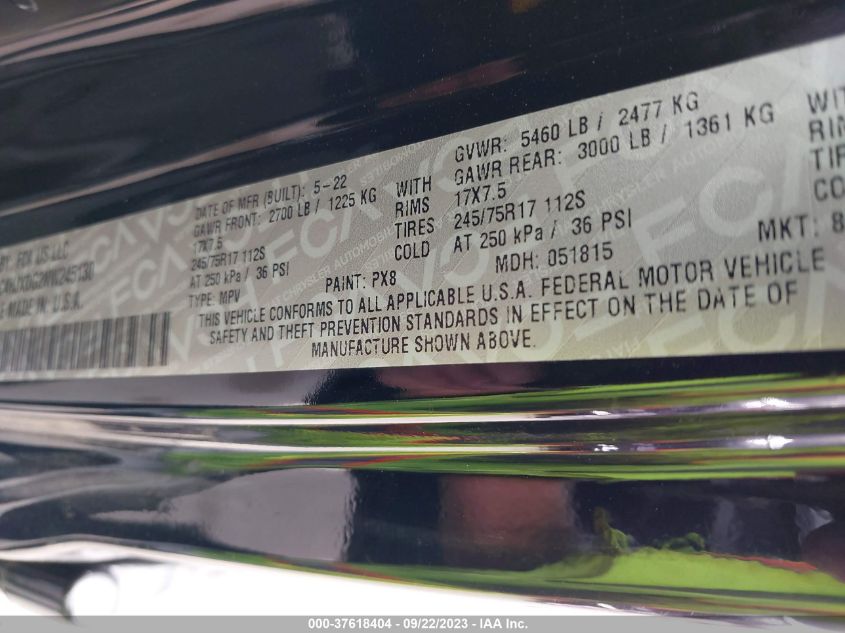 FCA US LLC
MADE IN U.S.A.
DATE OF MFR (BUILT): 5-22
GAWR FRONT: 2700 LB / 1225 KG
17X7.5
245/75R17 112S
AT 250 kPa / 36 PSI
TYPE: MPV
WITH
RIMS
TIRES
COLD
GVWR: 5460 LB / 2477 KG
GAWR REAR: 3000 LB / 1361 KG
17X7.5
245/75R17 112S
AT 250 kPa / 36 PSI
PAINT: PX8
MDH: 051815
MKT: 8
THIS VEHICLE CONFORMS TO ALL APPLICABLE U.S.A. FEDERAL MOTOR VEHICLE
SAFETY AND THEFT PREVENTION STANDARDS IN EFFECT ON THE DATE OF
MANUFACTURE SHOWN ABOVE.
000-37618404 - 09/22/2023 - IAA Inc.